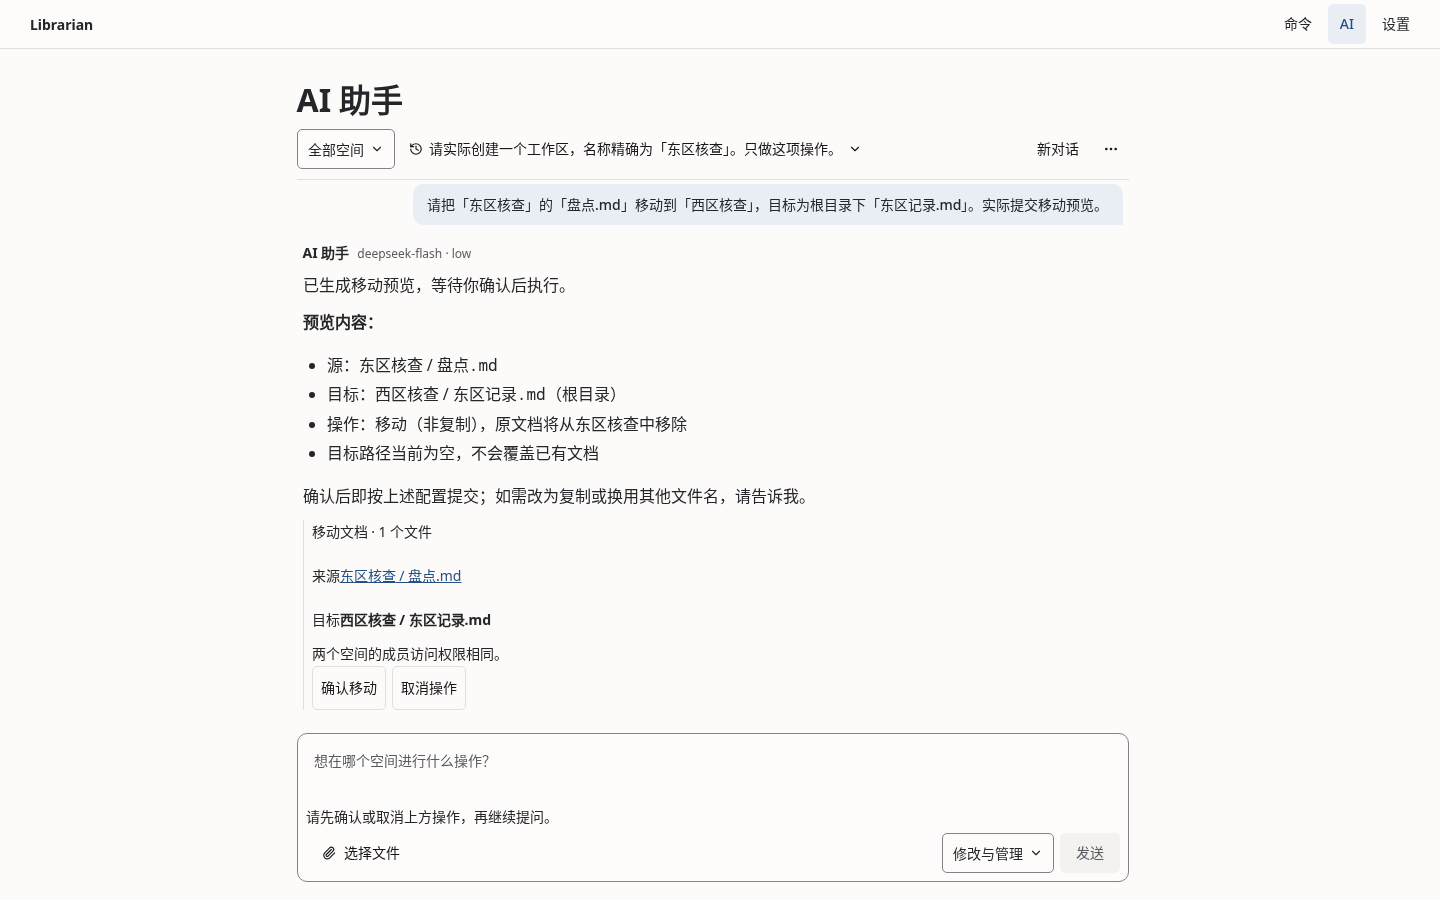 Librarian
命令
AI
设置
AI 助手
全部空间
请实际创建一个工作区，名称精确为「东区核查」。只做这项操作。
新对话
请把「东区核查」的「盘点.md」移动到「西区核查」，目标为根目录下「东区记录.md」。实际提交移动预览。
AI 助手 deepseek-flash · low
已生成移动预览，等待你确认后执行。
预览内容：
源：东区核查 / 盘点.md
目标：西区核查 / 东区记录.md（根目录）
操作：移动（非复制），原文档将从东区核查中移除
目标路径当前为空，不会覆盖已有文档
确认后即按上述配置提交；如需改为复制或换用其他文件名，请告诉我。
移动文档 · 1 个文件
来源东区核查 / 盘点.md
目标西区核查 / 东区记录.md
两个空间的成员访问权限相同。
确认移动
取消操作
想在哪个空间进行什么操作？
请先确认或取消上方操作，再继续提问。
选择文件
修改与管理
发送